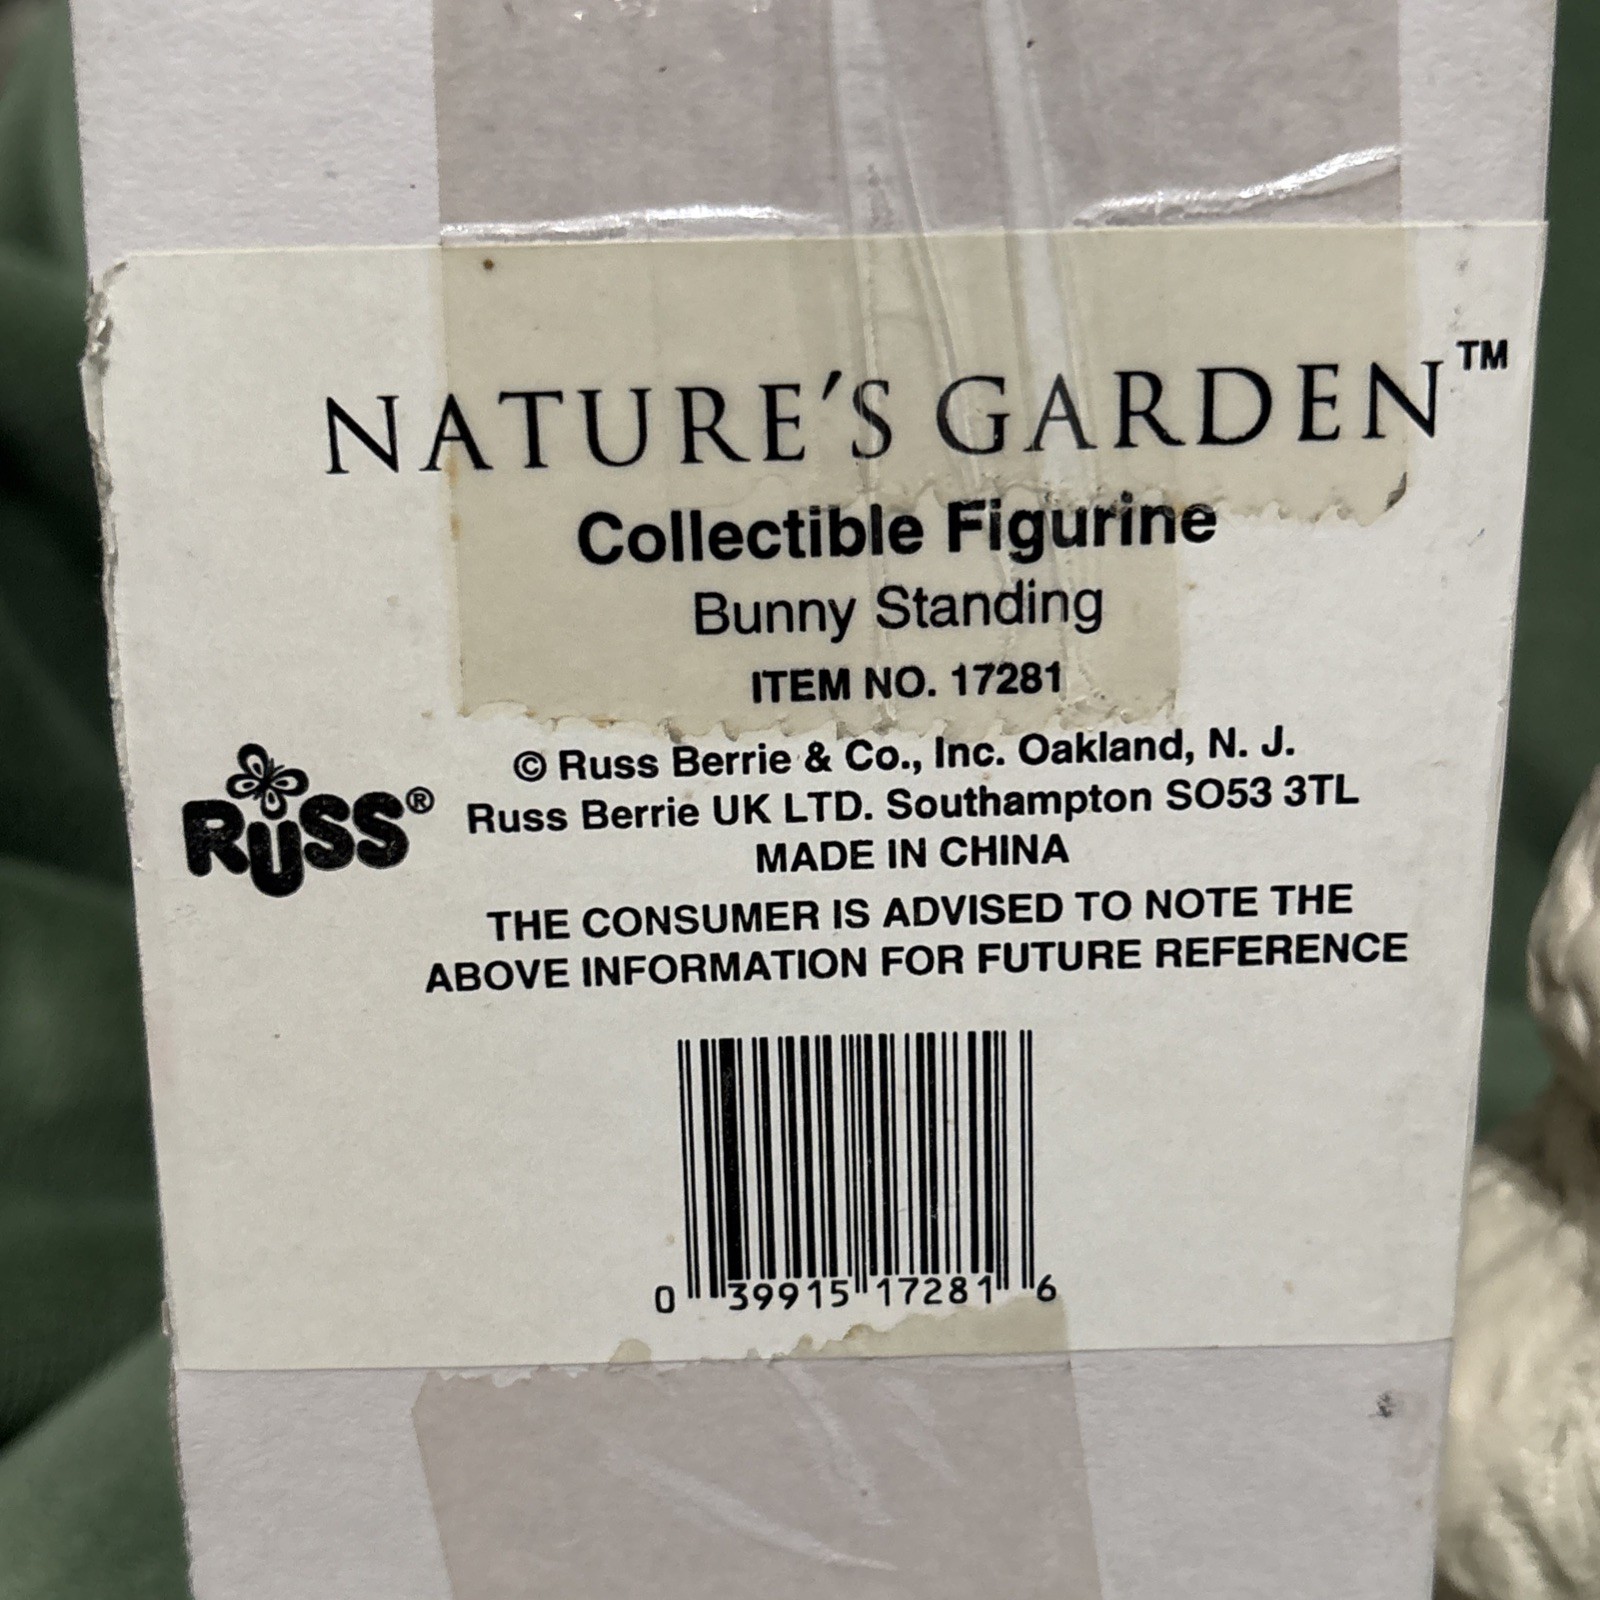 NATURE'S GARDEN™
Collectible Figurine
Bunny Standing
ITEM NO. 17281
RUSS®
© Russ Berrie & Co., Inc. Oakland, N. J.
Russ Berrie UK LTD. Southampton SO53 3TL
MADE IN CHINA
THE CONSUMER IS ADVISED TO NOTE THE
ABOVE INFORMATION FOR FUTURE REFERENCE
0 39915 17281 6